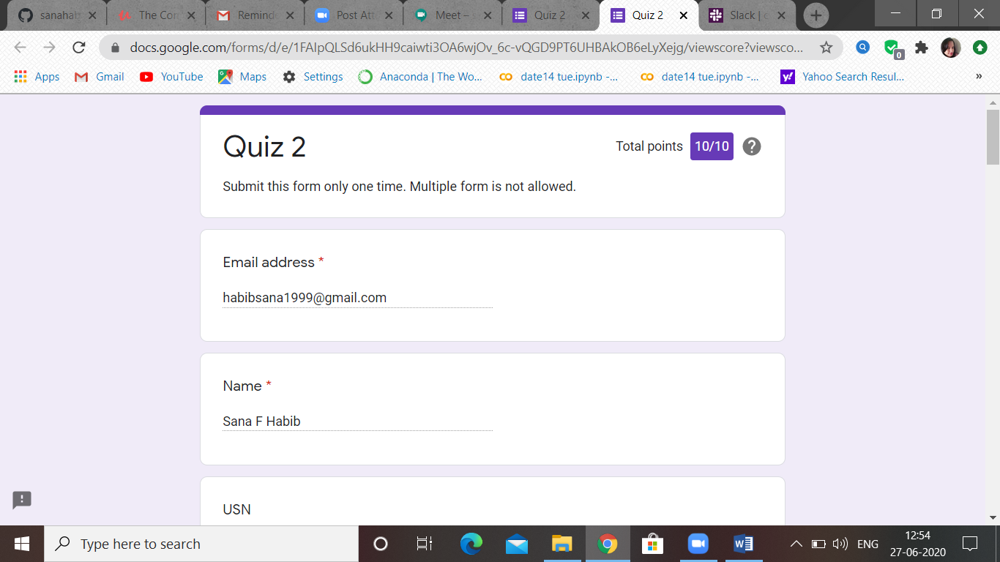 sanahab
The Con
Reminde
Post Atte
Meet –
Quiz 2
Quiz 2
Slack |
docs.google.com/forms/d/e/1FAIpQLSd6ukHH9caiwti3OA6wjOv_6c-vQGD9PT6UHBAkOB6eLyXejg/viewscore?viewsco...
0
Apps
Gmail
YouTube
Maps
Settings
Anaconda | The Wo...
date14 tue.ipynb -...
date14 tue.ipynb -...
Yahoo Search Resul...
»
Quiz 2
Total points 10/10
Submit this form only one time. Multiple form is not allowed.
Email address *
habibsana1999@gmail.com
Name *
Sana F Habib
USN
Type here to search
ENG
12:54
27-06-2020